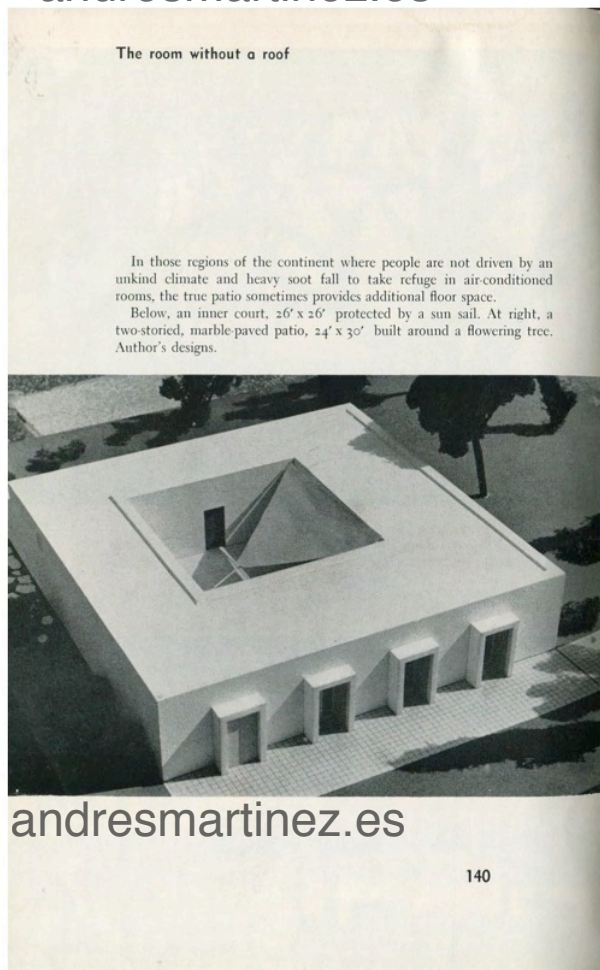 andresmartinez.es
The room without a roof
In those regions of the continent where people are not driven by an
unkind climate and heavy soot fall to take refuge in air-conditioned
rooms, the true patio sometimes provides additional floor space.
Below, an inner court, 26' x 26' protected by a sun sail. At right, a
two-storied, marble-paved patio, 24' x 30' built around a flowering tree.
Author's designs.
andresmartinez.es
140